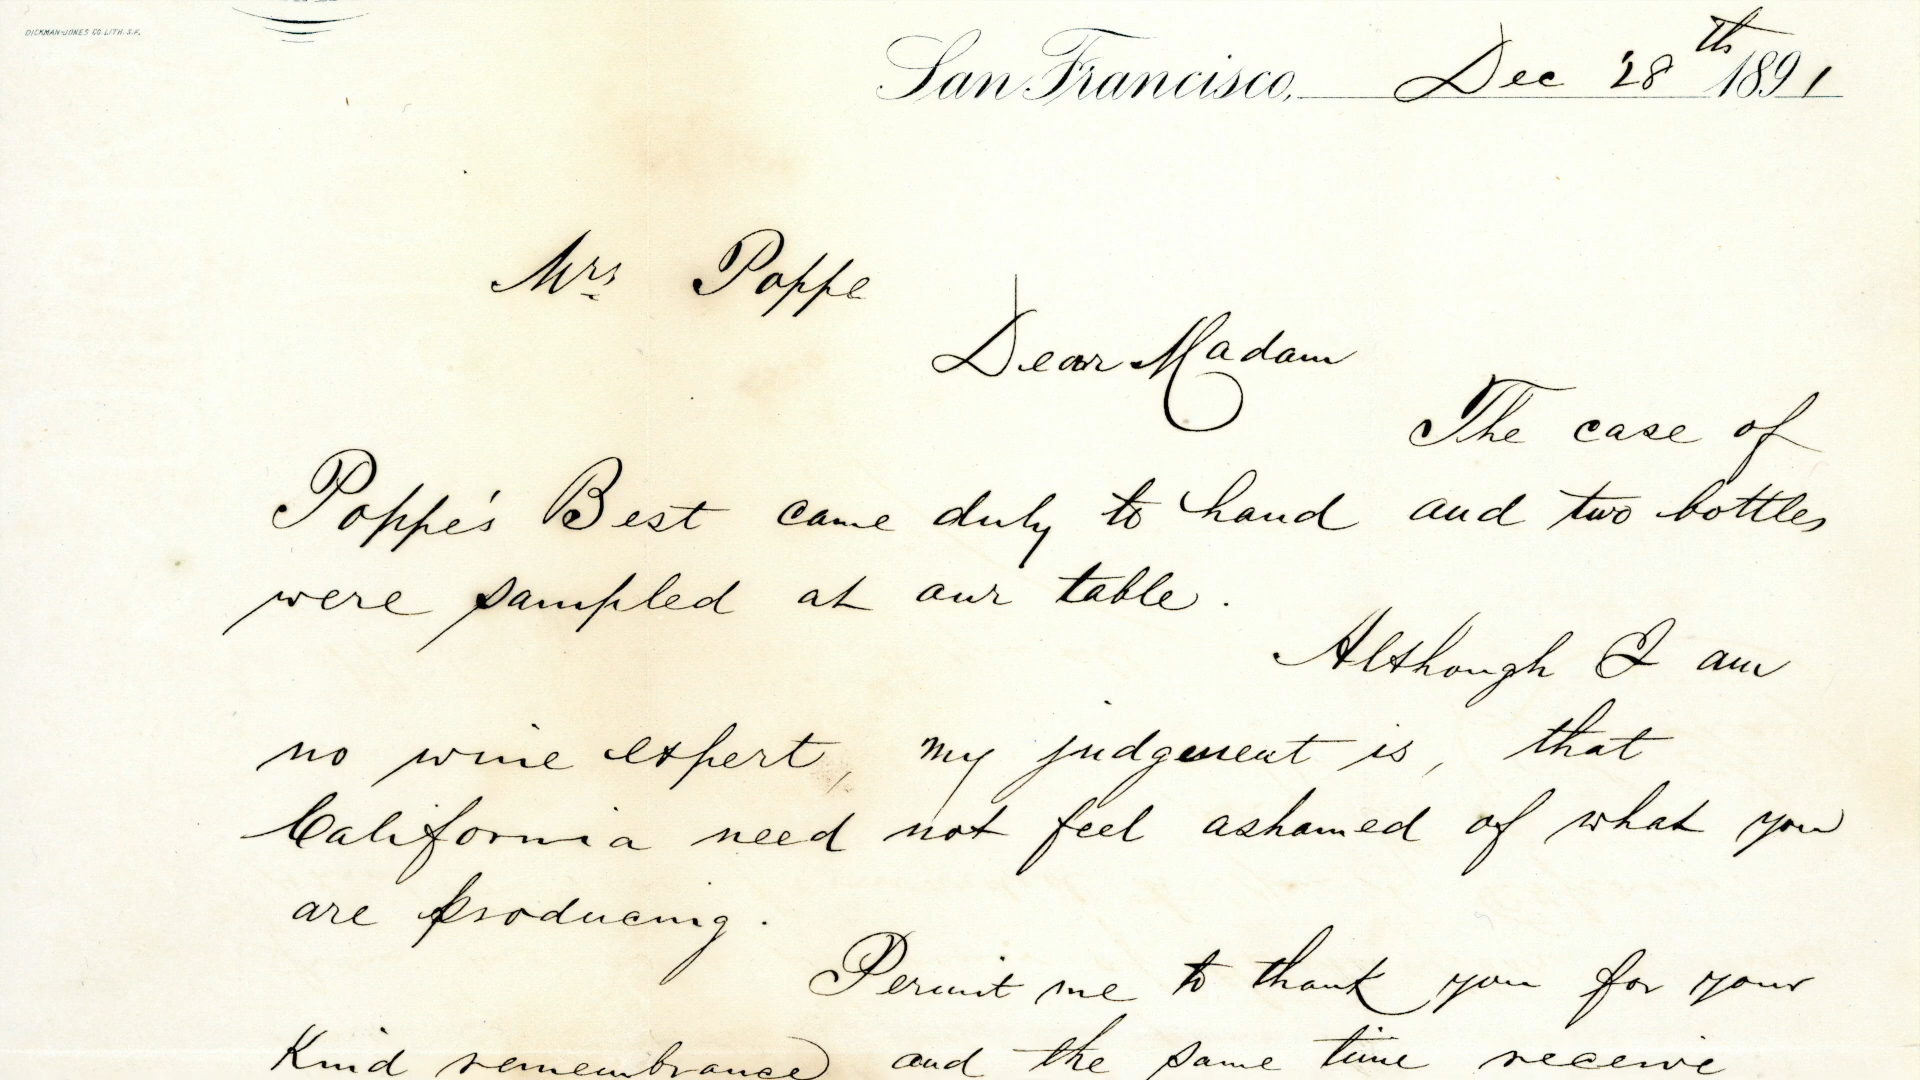 DICKMAN-JONES CO. LITH. S.F.
San Francisco, Dec 28th 1891
Mrs Poppe
Dear Madam
The case of
Poppe's Best came duly to hand and two bottles
were sampled at our table.
Although I am
no wine expert, my judgement is, that
California need not feel ashamed of what you
are producing.
Permit me to thank you for your
Kind remembrance and the same time receive